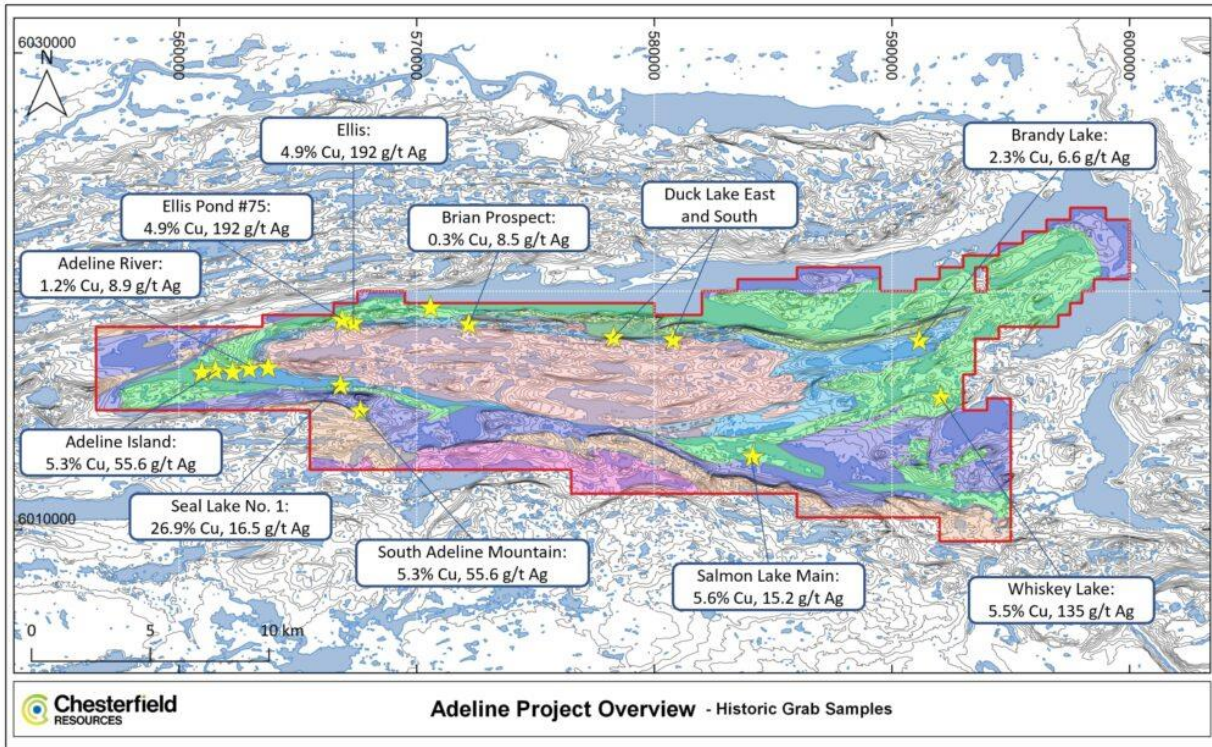 6030000
N
560000
570000
580000
590000
600000
Ellis:
4.9% Cu, 192 g/t Ag
Brandy Lake:
2.3% Cu, 6.6 g/t Ag
Ellis Pond #75:
4.9% Cu, 192 g/t Ag
Brian Prospect:
0.3% Cu, 8.5 g/t Ag
Duck Lake East
and South
Adeline River:
1.2% Cu, 8.9 g/t Ag
Adeline Island:
5.3% Cu, 55.6 g/t Ag
Seal Lake No. 1:
26.9% Cu, 16.5 g/t Ag
6010000
South Adeline Mountain:
5.3% Cu, 55.6 g/t Ag
Salmon Lake Main:
5.6% Cu, 15.2 g/t Ag
Whiskey Lake:
5.5% Cu, 135 g/t Ag
0 5 10 km
Chesterfield
RESOURCES
Adeline Project Overview - Historic Grab Samples